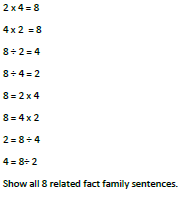 2 x 4 = 8
4 x 2 = 8
8 ÷ 2 = 4
8 ÷ 4 = 2
8 = 2 x 4
8 = 4 x 2
2 = 8 ÷ 4
4 = 8÷ 2
Show all 8 related fact family sentences.